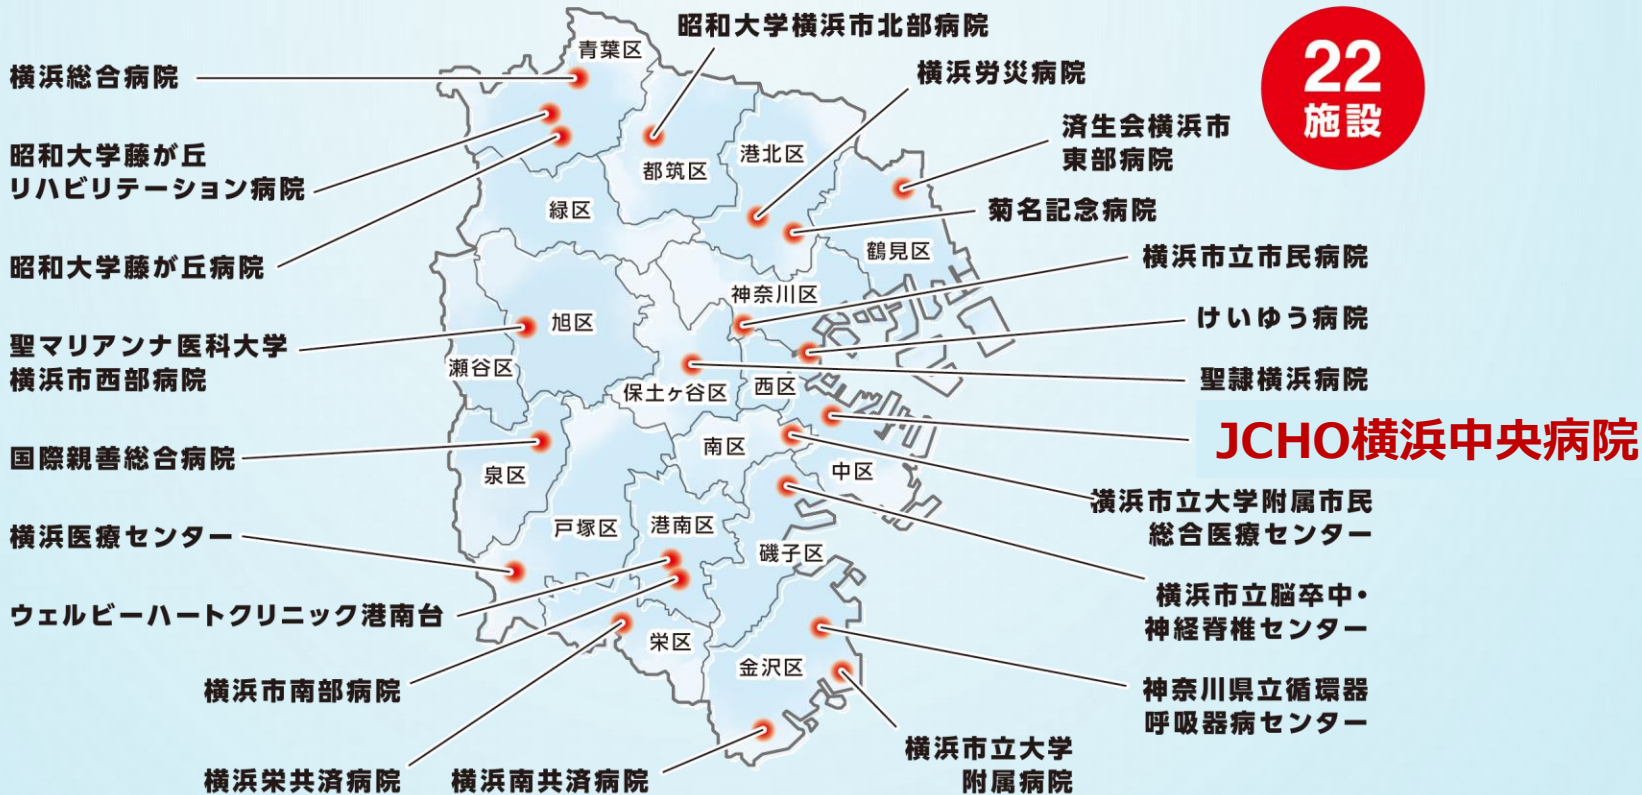 昭和大学横浜市北部病院
22
施設
横浜総合病院
横浜労災病院
昭和大学藤が丘
リハビリテーション病院
済生会横浜市
東部病院
菊名記念病院
昭和大学藤が丘病院
横浜市立市民病院
聖マリアンナ医科大学
横浜市西部病院
けいゆう病院
聖隷横浜病院
JCHO横浜中央病院
国際親善総合病院
横浜市立大学附属市民
総合医療センター
横浜医療センター
横浜市立脳卒中・
神経脊椎センター
ウェルビーハートクリニック港南台
横浜市南部病院
神奈川県立循環器
呼吸器病センター
横浜栄共済病院
横浜南共済病院
横浜市立大学
附属病院
青葉区
都筑区
港北区
緑区
鶴見区
神奈川区
旭区
瀬谷区
保土ヶ谷区
西区
南区
中区
泉区
戸塚区
港南区
磯子区
栄区
金沢区